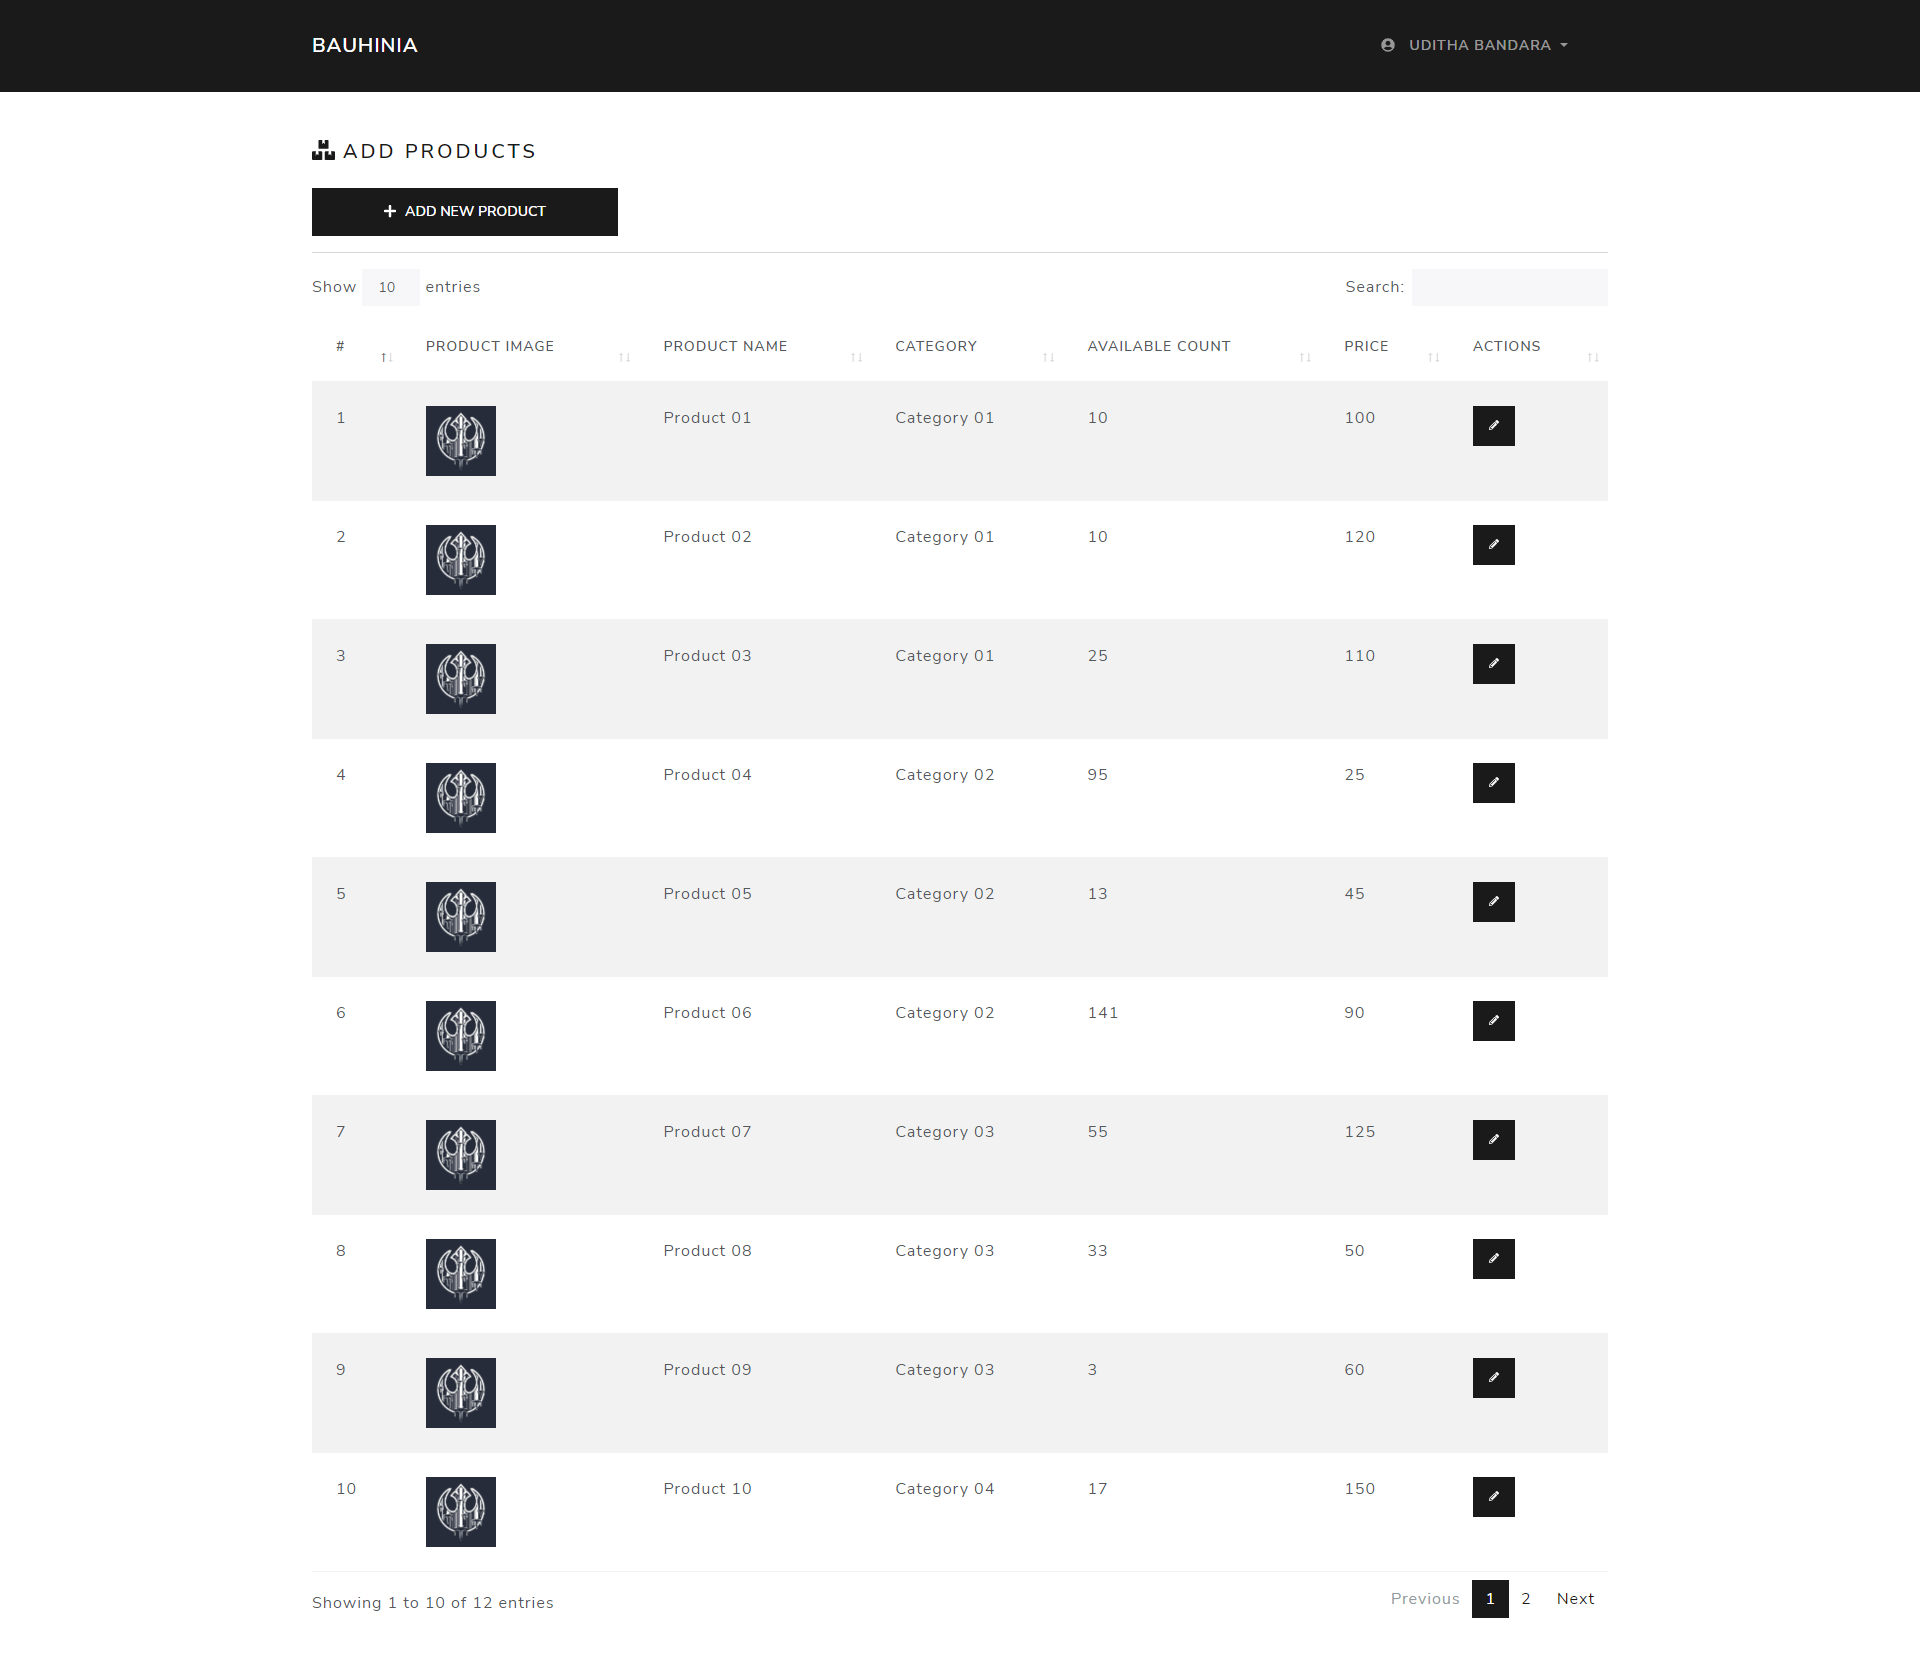 BAUHINIA UDITHA BANDARA
ADD PRODUCTS
ADD NEW PRODUCT
Show 10 entries Search:
# PRODUCT IMAGE PRODUCT NAME CATEGORY AVAILABLE COUNT PRICE ACTIONS
1 Product 01 Category 01 10 100
2 Product 02 Category 01 10 120
3 Product 03 Category 01 25 110
4 Product 04 Category 02 95 25
5 Product 05 Category 02 13 45
6 Product 06 Category 02 141 90
7 Product 07 Category 03 55 125
8 Product 08 Category 03 33 50
9 Product 09 Category 03 3 60
10 Product 10 Category 04 17 150
Showing 1 to 10 of 12 entries Previous 1 2 Next